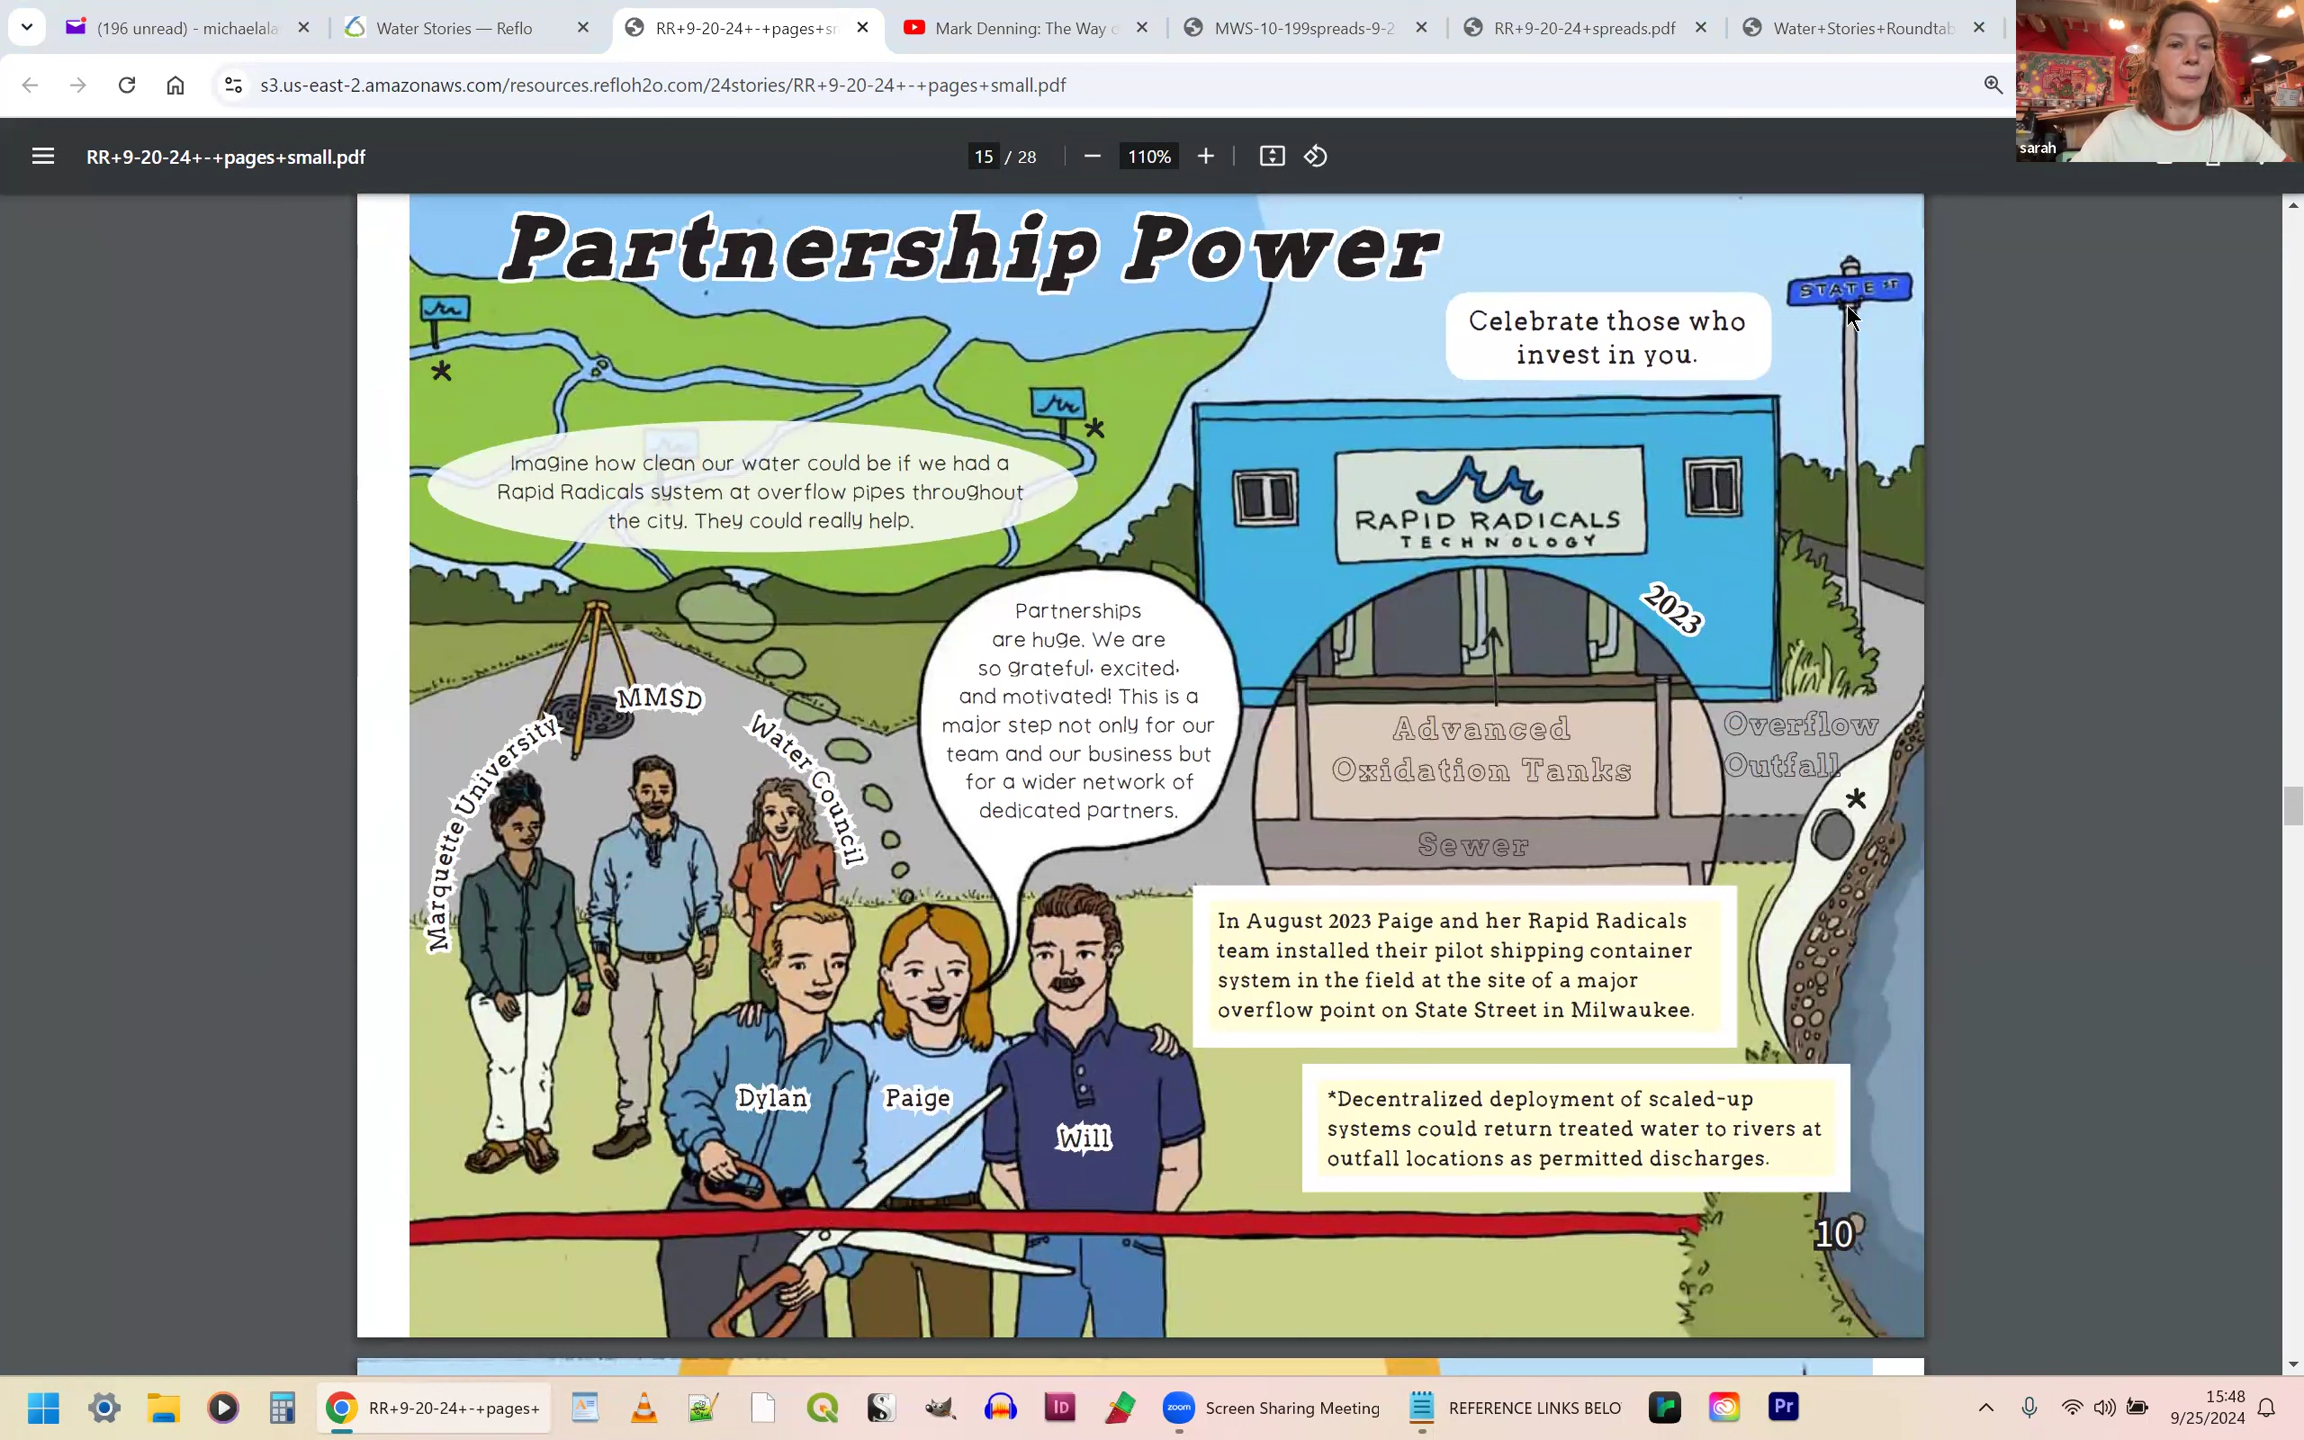 (196 unread) - michaelala
Water Stories — Reflo
RR+9-20-24+-+pages+sm
Mark Denning: The Way o
MWS-10-199spreads-9-2
RR+9-20-24+spreads.pdf
Water+Stories+Roundtab
s3.us-east-2.amazonaws.com/resources.refloh2o.com/24stories/RR+9-20-24+-+pages+small.pdf
sarah
RR+9-20-24+-+pages+small.pdf
15 / 28
110%
Partnership Power
STATE ST
Celebrate those who
invest in you.
rr
rr
Imagine how clean our water could be if we had a
Rapid Radicals system at overflow pipes throughout
the city. They could really help.
rr
RAPID RADICALS
TECHNOLOGY
2023
Partnerships
are huge. We are
so grateful, excited,
and motivated! This is a
major step not only for our
team and our business but
for a wider network of
dedicated partners.
Marquette University
MMSD
Water Council
Advanced
Oxidation Tanks
Overflow
Outfall
*
Sewer
In August 2023 Paige and her Rapid Radicals
team installed their pilot shipping container
system in the field at the site of a major
overflow point on State Street in Milwaukee.
Dylan
Paige
Will
*Decentralized deployment of scaled-up
systems could return treated water to rivers at
outfall locations as permitted discharges.
10
RR+9-20-24+-+pages+
Id
zoom
Screen Sharing Meeting
REFERENCE LINKS BELO
Pr
15:48
9/25/2024